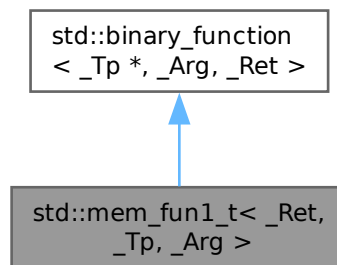 std::binary_function
< _Tp *, _Arg, _Ret >
std::mem_fun1_t< _Ret,
_Tp, _Arg >